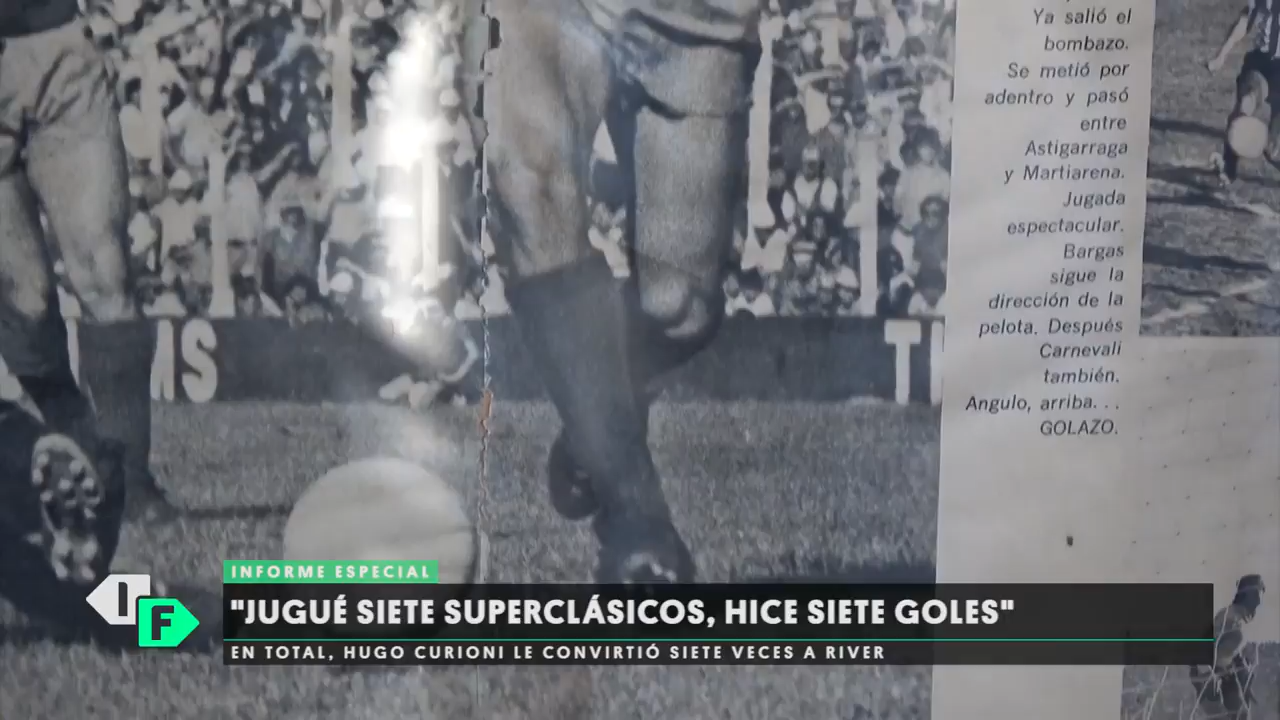 Ya salió el
bombazo.
Se metió por
adentro y pasó
entre
Astigarraga
y Martiarena.
Jugada
espectacular.
Bargas
sigue la
dirección de la
pelota. Después
Carnevali
también.
Angulo, arriba. . .
GOLAZO.
INFORME ESPECIAL
I
F
"JUGUÉ SIETE SUPERCLÁSICOS, HICE SIETE GOLES"
EN TOTAL, HUGO CURIONI LE CONVIRTIÓ SIETE VECES A RIVER